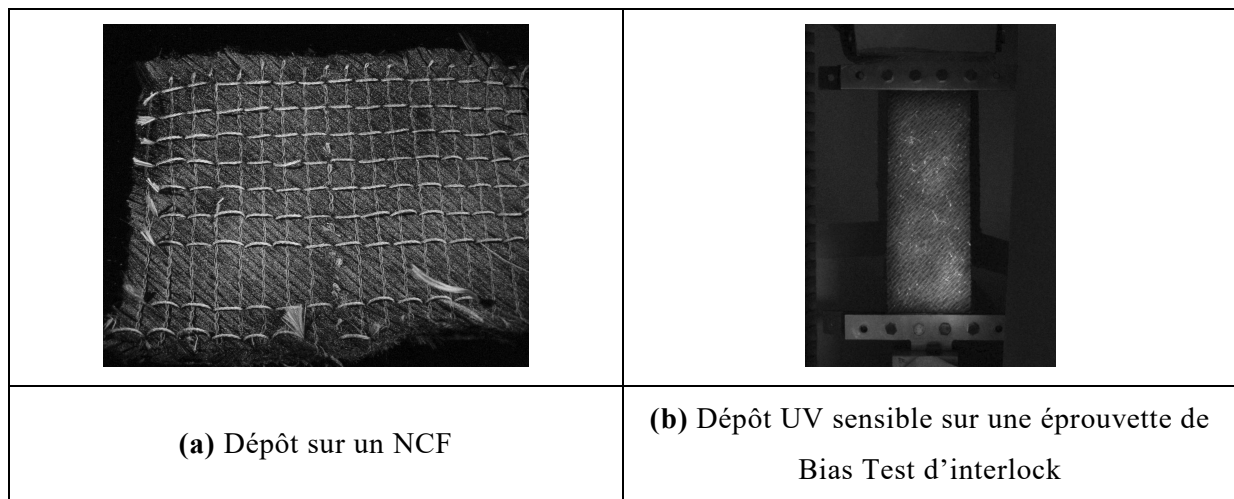 (a) Dépôt sur un NCF
(b) Dépôt UV sensible sur une éprouvette de
Bias Test d’interlock